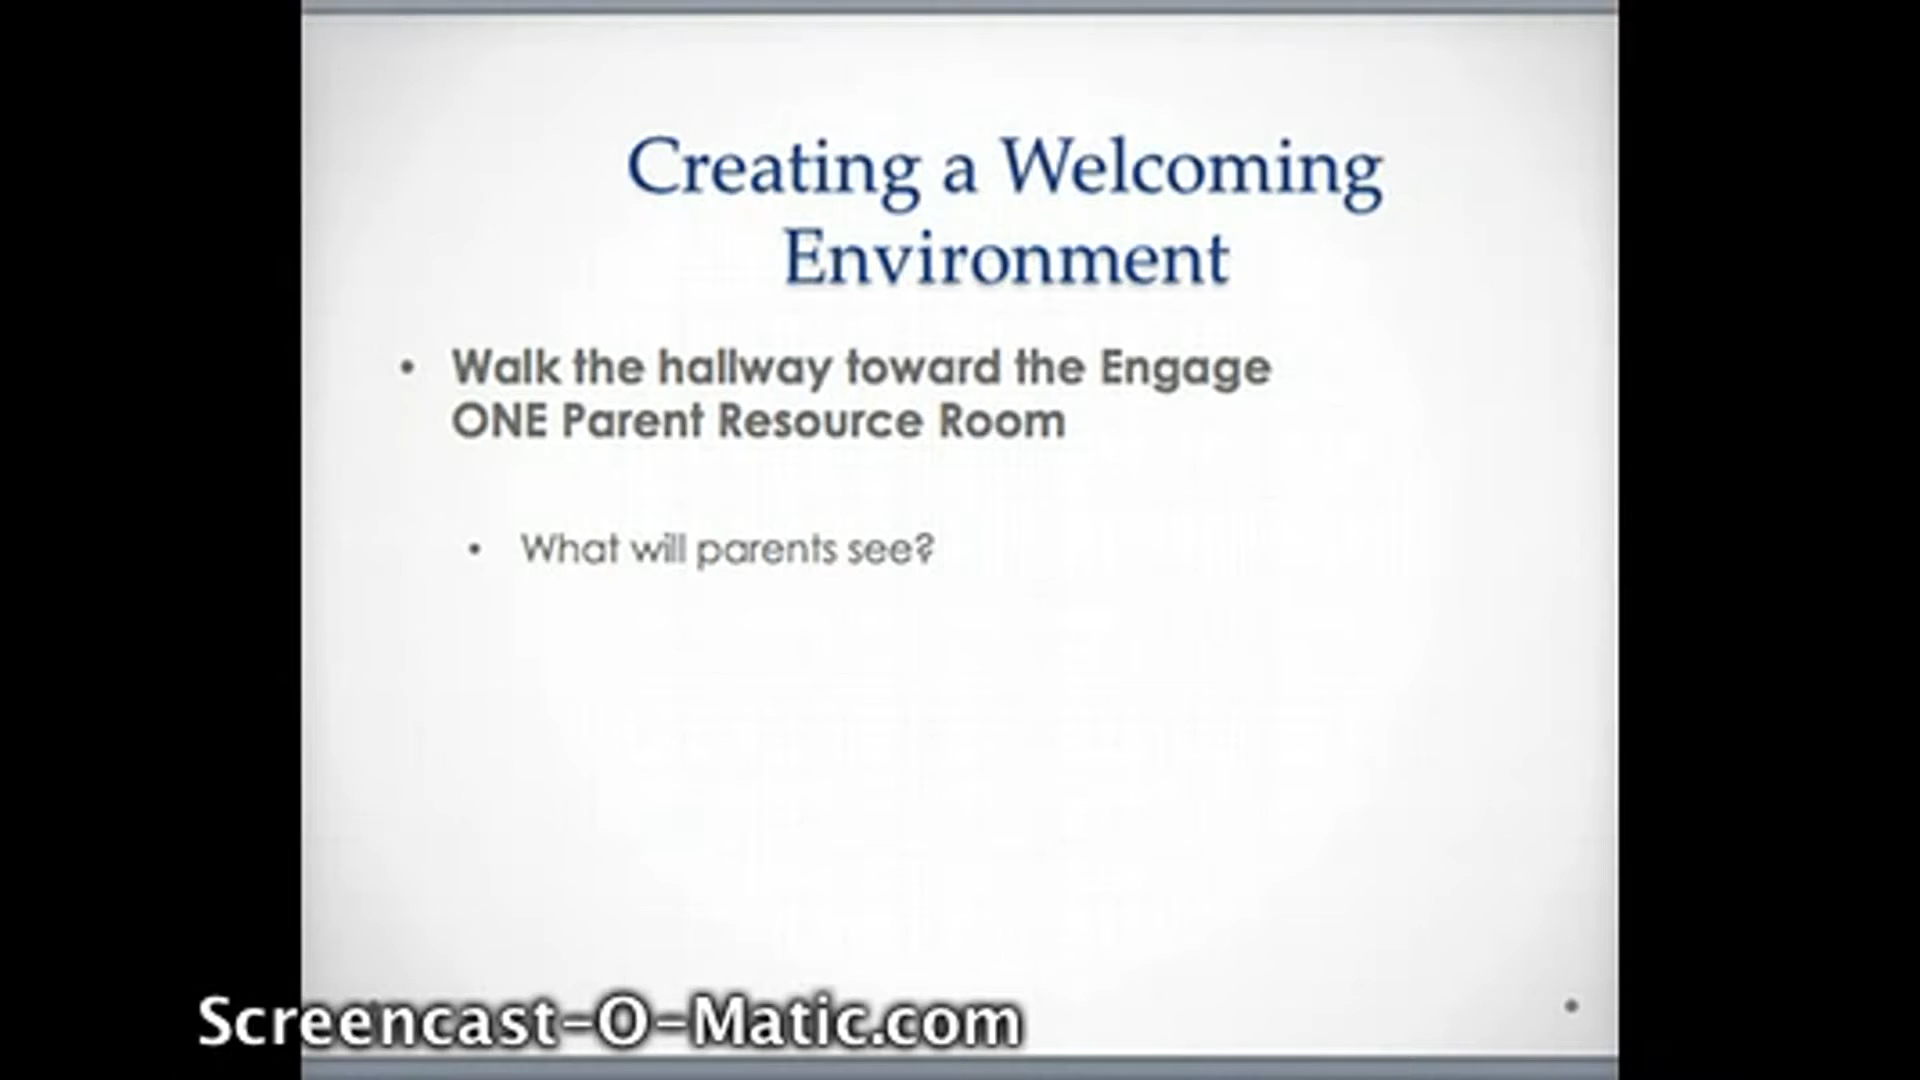 Creating a Welcoming
Environment
• Walk the hallway toward the Engage
ONE Parent Resource Room
• What will parents see?
Screencast-O-Matic.com